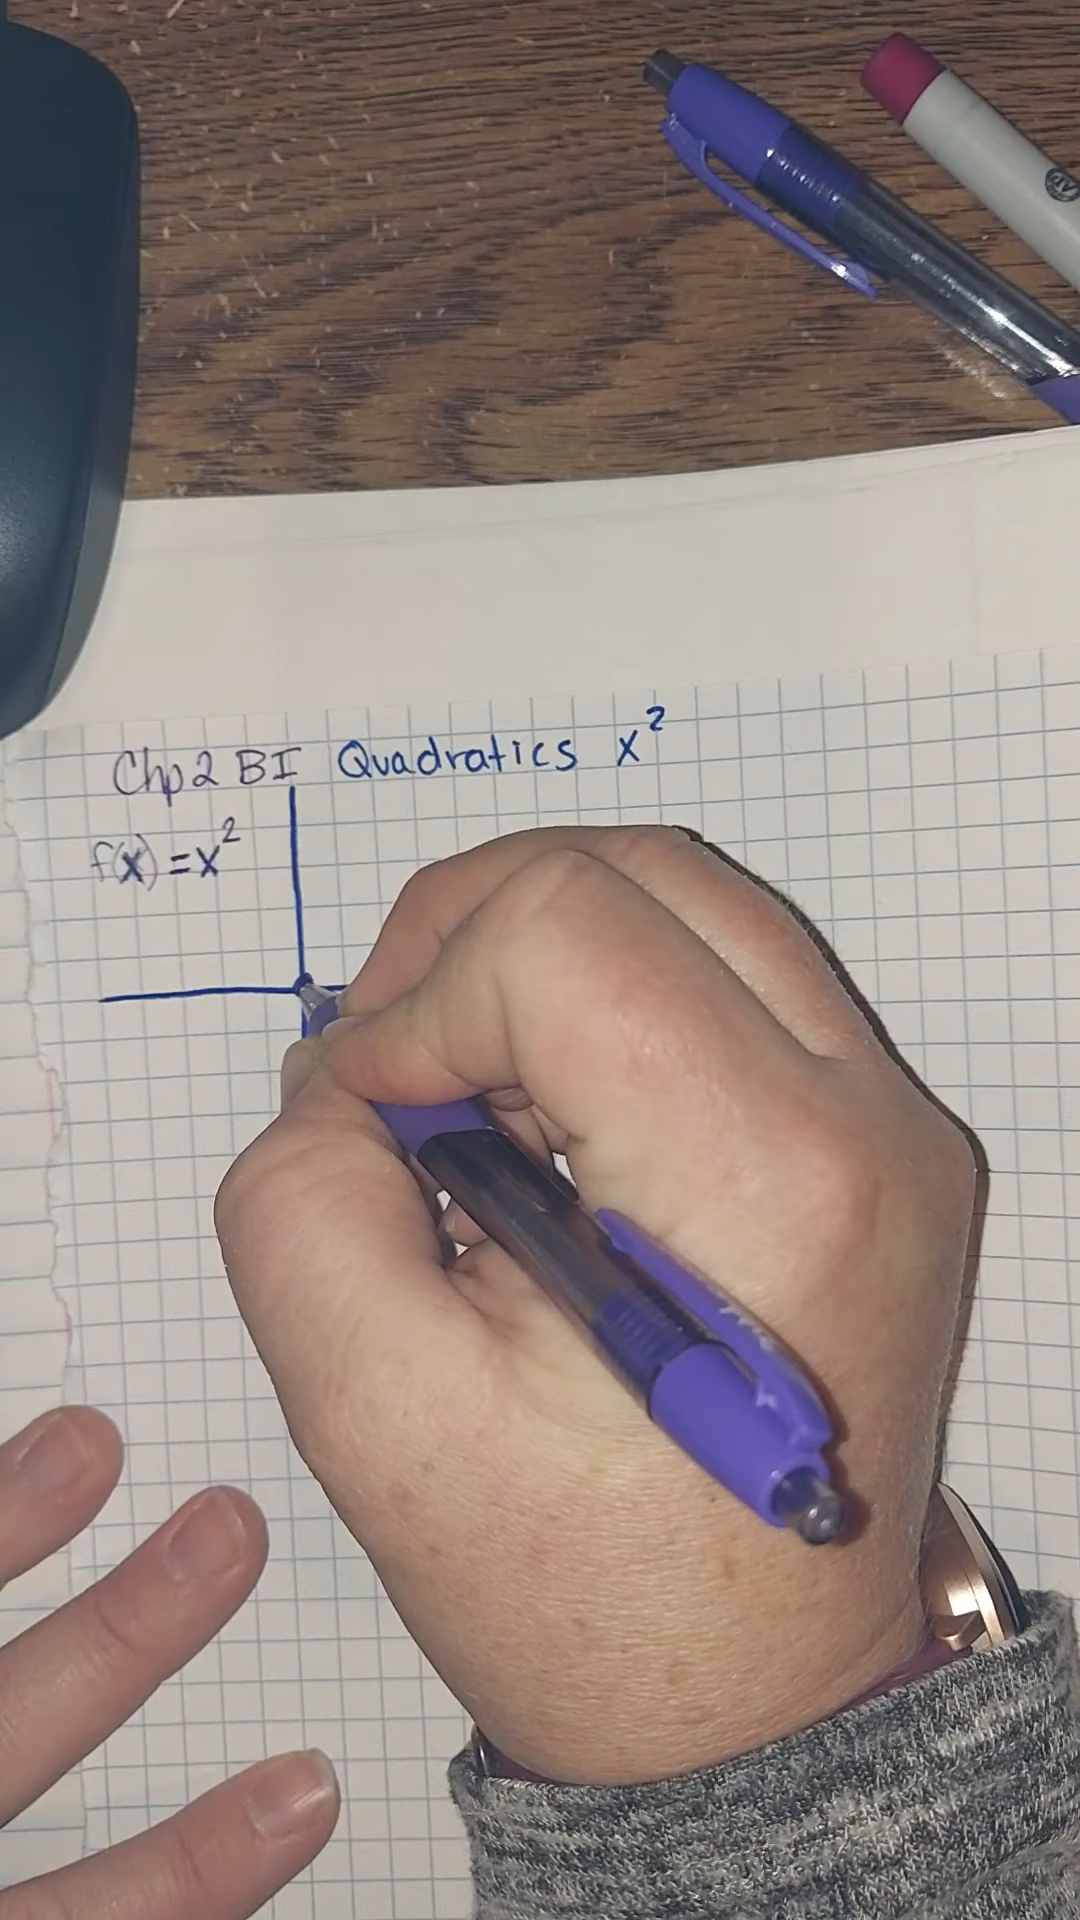 Chp 2 BI Quadratics x²
f(x) = x²